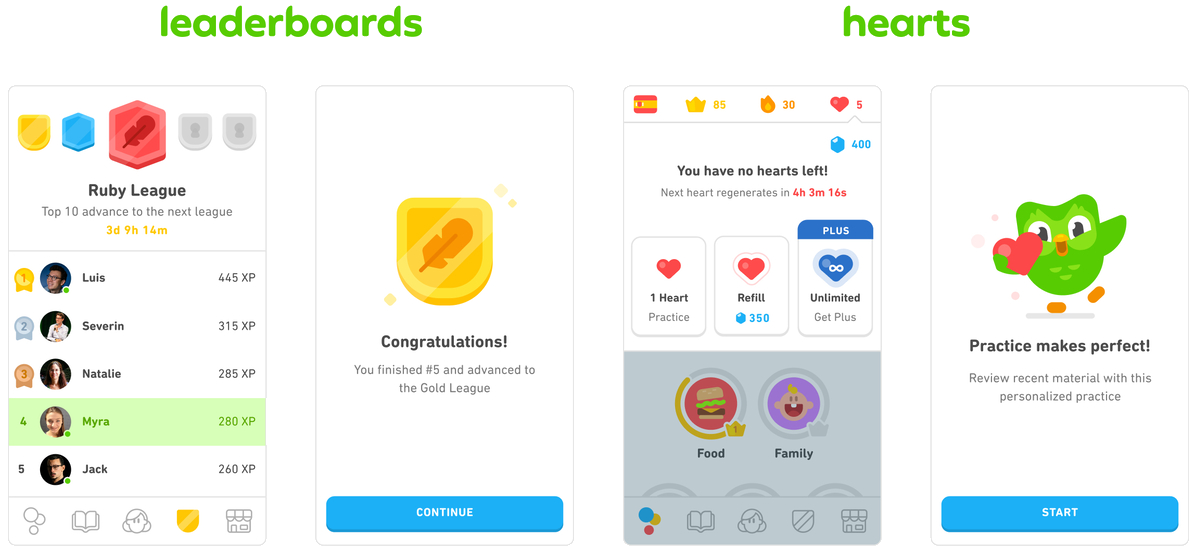 leaderboards
Ruby League
Top 10 advance to the next league
3d 9h 14m
1 Luis 445 XP
2 Severin 315 XP
3 Natalie 285 XP
4 Myra 280 XP
5 Jack 260 XP
Congratulations!
You finished #5 and advanced to
the Gold League
CONTINUE
hearts
85 30 5
400
You have no hearts left!
Next heart regenerates in 4h 3m 16s
PLUS
1 Heart Refill Unlimited
Practice 350 Get Plus
1
Food Family
Practice makes perfect!
Review recent material with this
personalized practice
START